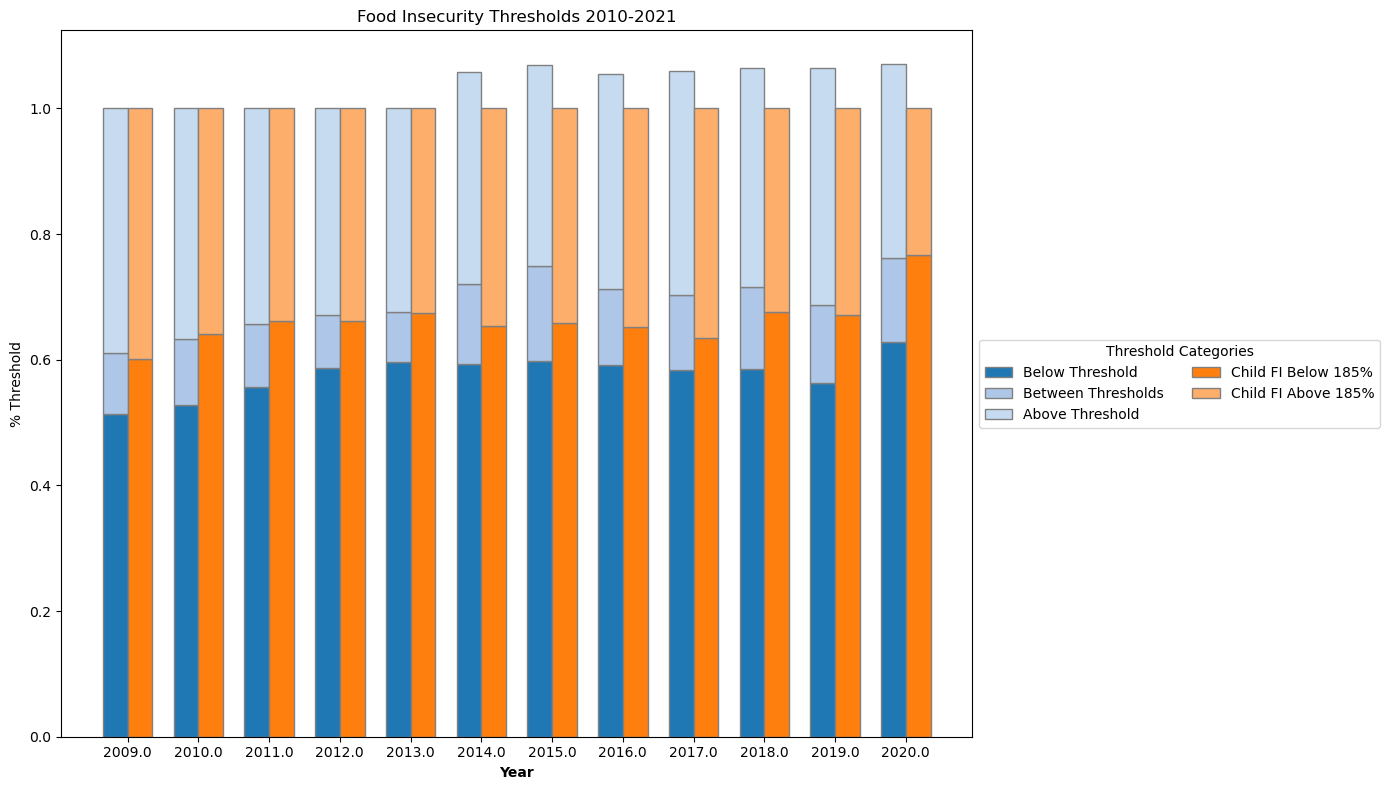 Food Insecurity Thresholds 2010-2021
% Threshold
1.0
0.8
0.6
0.4
0.2
0.0
2009.0 2010.0 2011.0 2012.0 2013.0 2014.0 2015.0 2016.0 2017.0 2018.0 2019.0 2020.0
Year
Threshold Categories
Below Threshold
Between Thresholds
Above Threshold
Child FI Below 185%
Child FI Above 185%